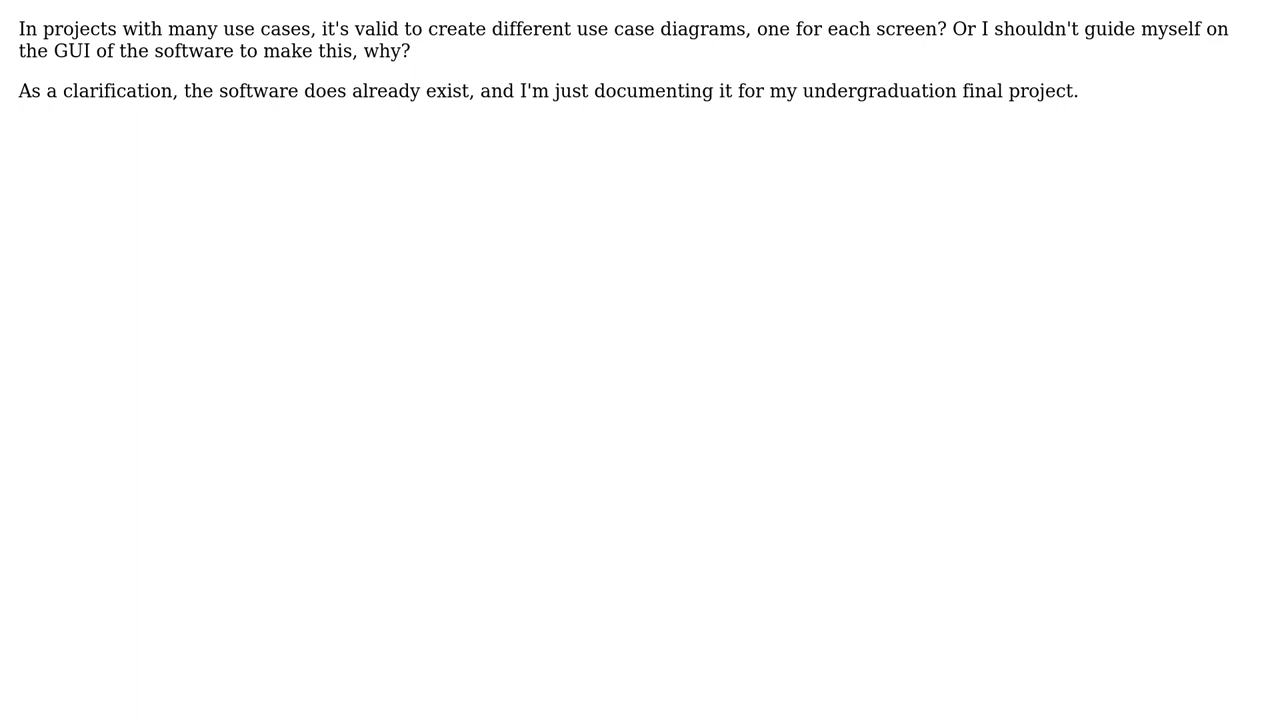 In projects with many use cases, it's valid to create different use case diagrams, one for each screen? Or I shouldn't guide myself on
the GUI of the software to make this, why?
As a clarification, the software does already exist, and I'm just documenting it for my undergraduation final project.